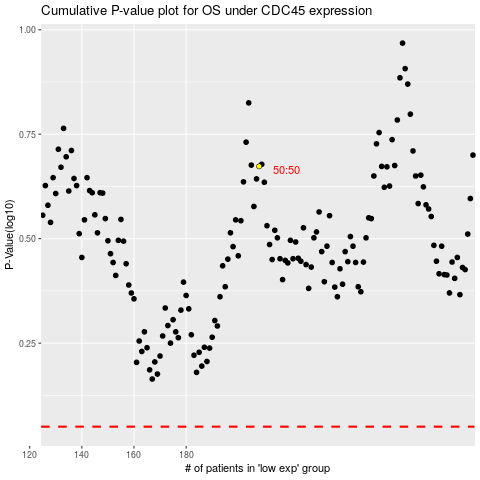 Cumulative P-value plot for OS under CDC45 expression
1.00
0.75
0.50
0.25
P-Value(log10)
50:50
120 140 160 180
# of patients in 'low exp' group